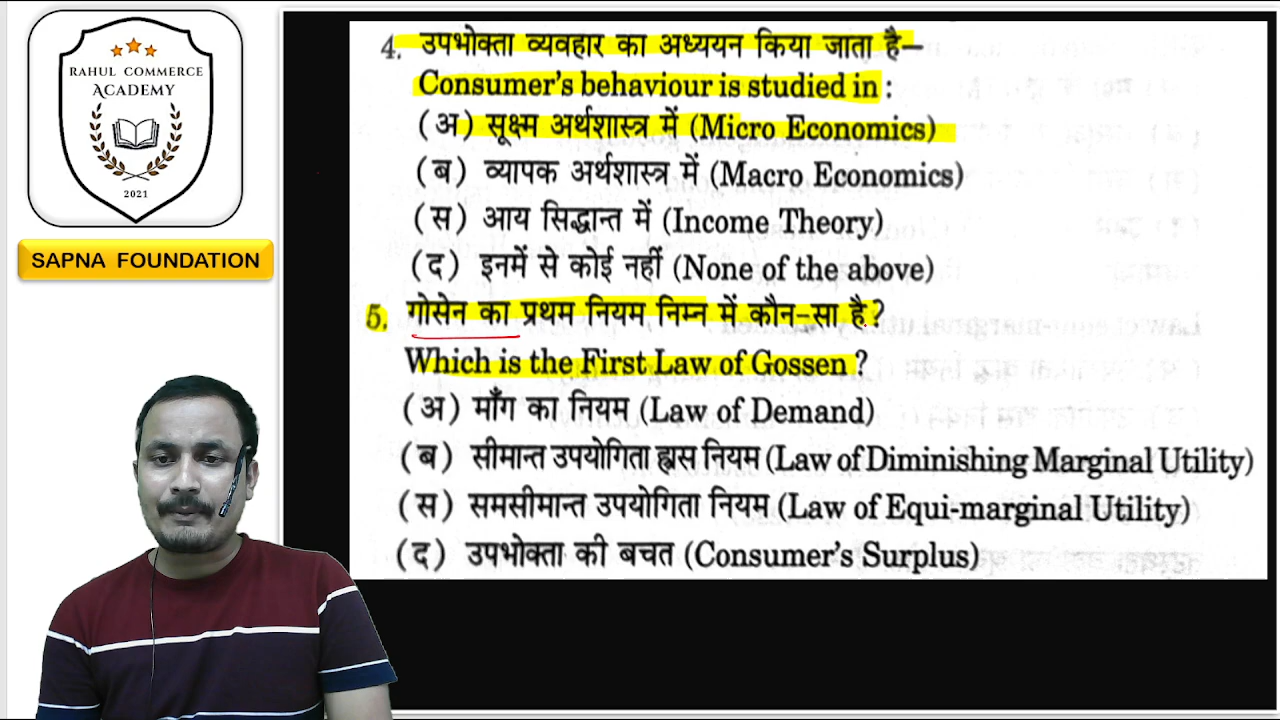 RAHUL COMMERCE
ACADEMY
2021
SAPNA FOUNDATION
4. उपभोक्ता व्यवहार का अध्ययन किया जाता है–
Consumer's behaviour is studied in :
(अ) सूक्ष्म अर्थशास्त्र में (Micro Economics)
(ब) व्यापक अर्थशास्त्र में (Macro Economics)
(स) आय सिद्धान्त में (Income Theory)
(द) इनमें से कोई नहीं (None of the above)
5. गोसेन का प्रथम नियम निम्न में कौन-सा है?
Which is the First Law of Gossen ?
(अ) माँग का नियम (Law of Demand)
(ब) सीमान्त उपयोगिता ह्रास नियम (Law of Diminishing Marginal Utility)
(स) समसीमान्त उपयोगिता नियम (Law of Equi-marginal Utility)
(द) उपभोक्ता की बचत (Consumer's Surplus)